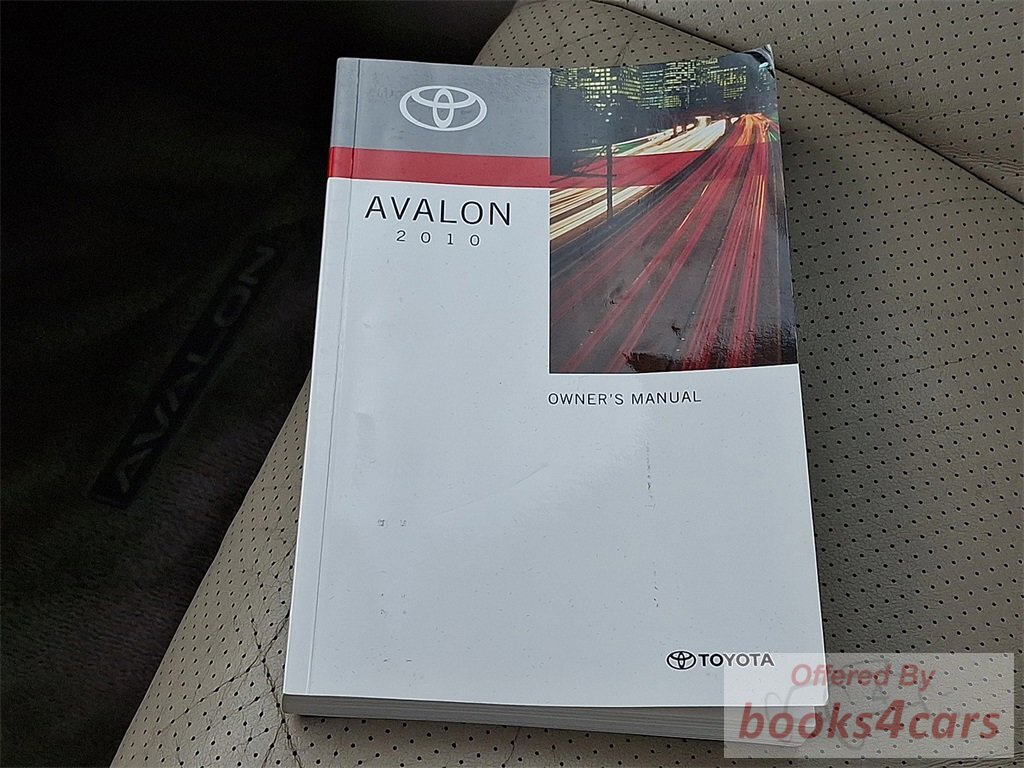 AVALON
2010
OWNER'S MANUAL
AVALON
TOYOTA
Offered By
books4cars